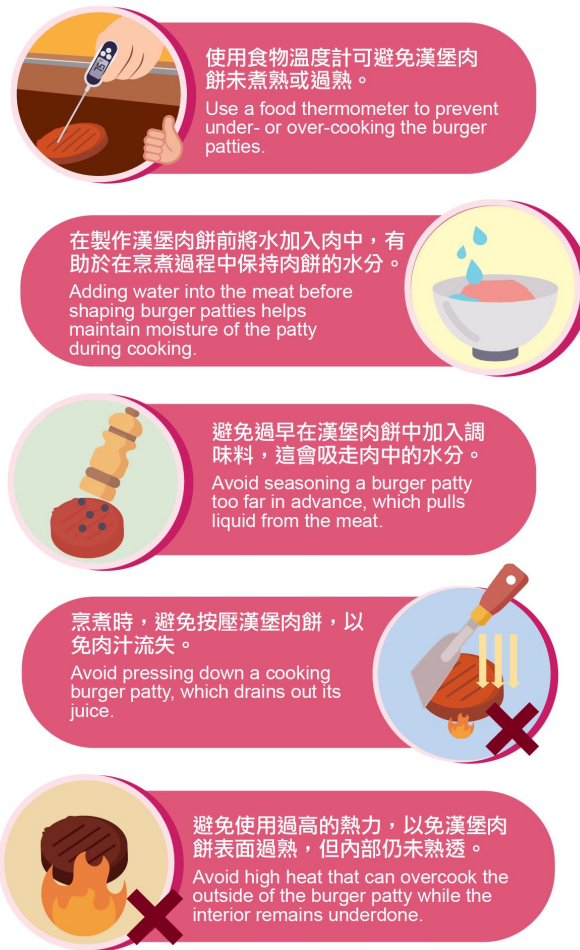 使用食物溫度計可避免漢堡肉
餅未煮熟或過熟。
Use a food thermometer to prevent
under- or over-cooking the burger
patties.
在製作漢堡肉餅前將水加入肉中，有
助於在烹煮過程中保持肉餅的水分。
Adding water into the meat before
shaping burger patties helps
maintain moisture of the patty
during cooking.
避免過早在漢堡肉餅中加入調
味料，這會吸走肉中的水分。
Avoid seasoning a burger patty
too far in advance, which pulls
liquid from the meat.
烹煮時，避免按壓漢堡肉餅，以
免肉汁流失。
Avoid pressing down a cooking
burger patty, which drains out its
juice.
避免使用過高的熱力，以免漢堡肉
餅表面過熟，但內部仍未熟透。
Avoid high heat that can overcook the
outside of the burger patty while the
interior remains underdone.